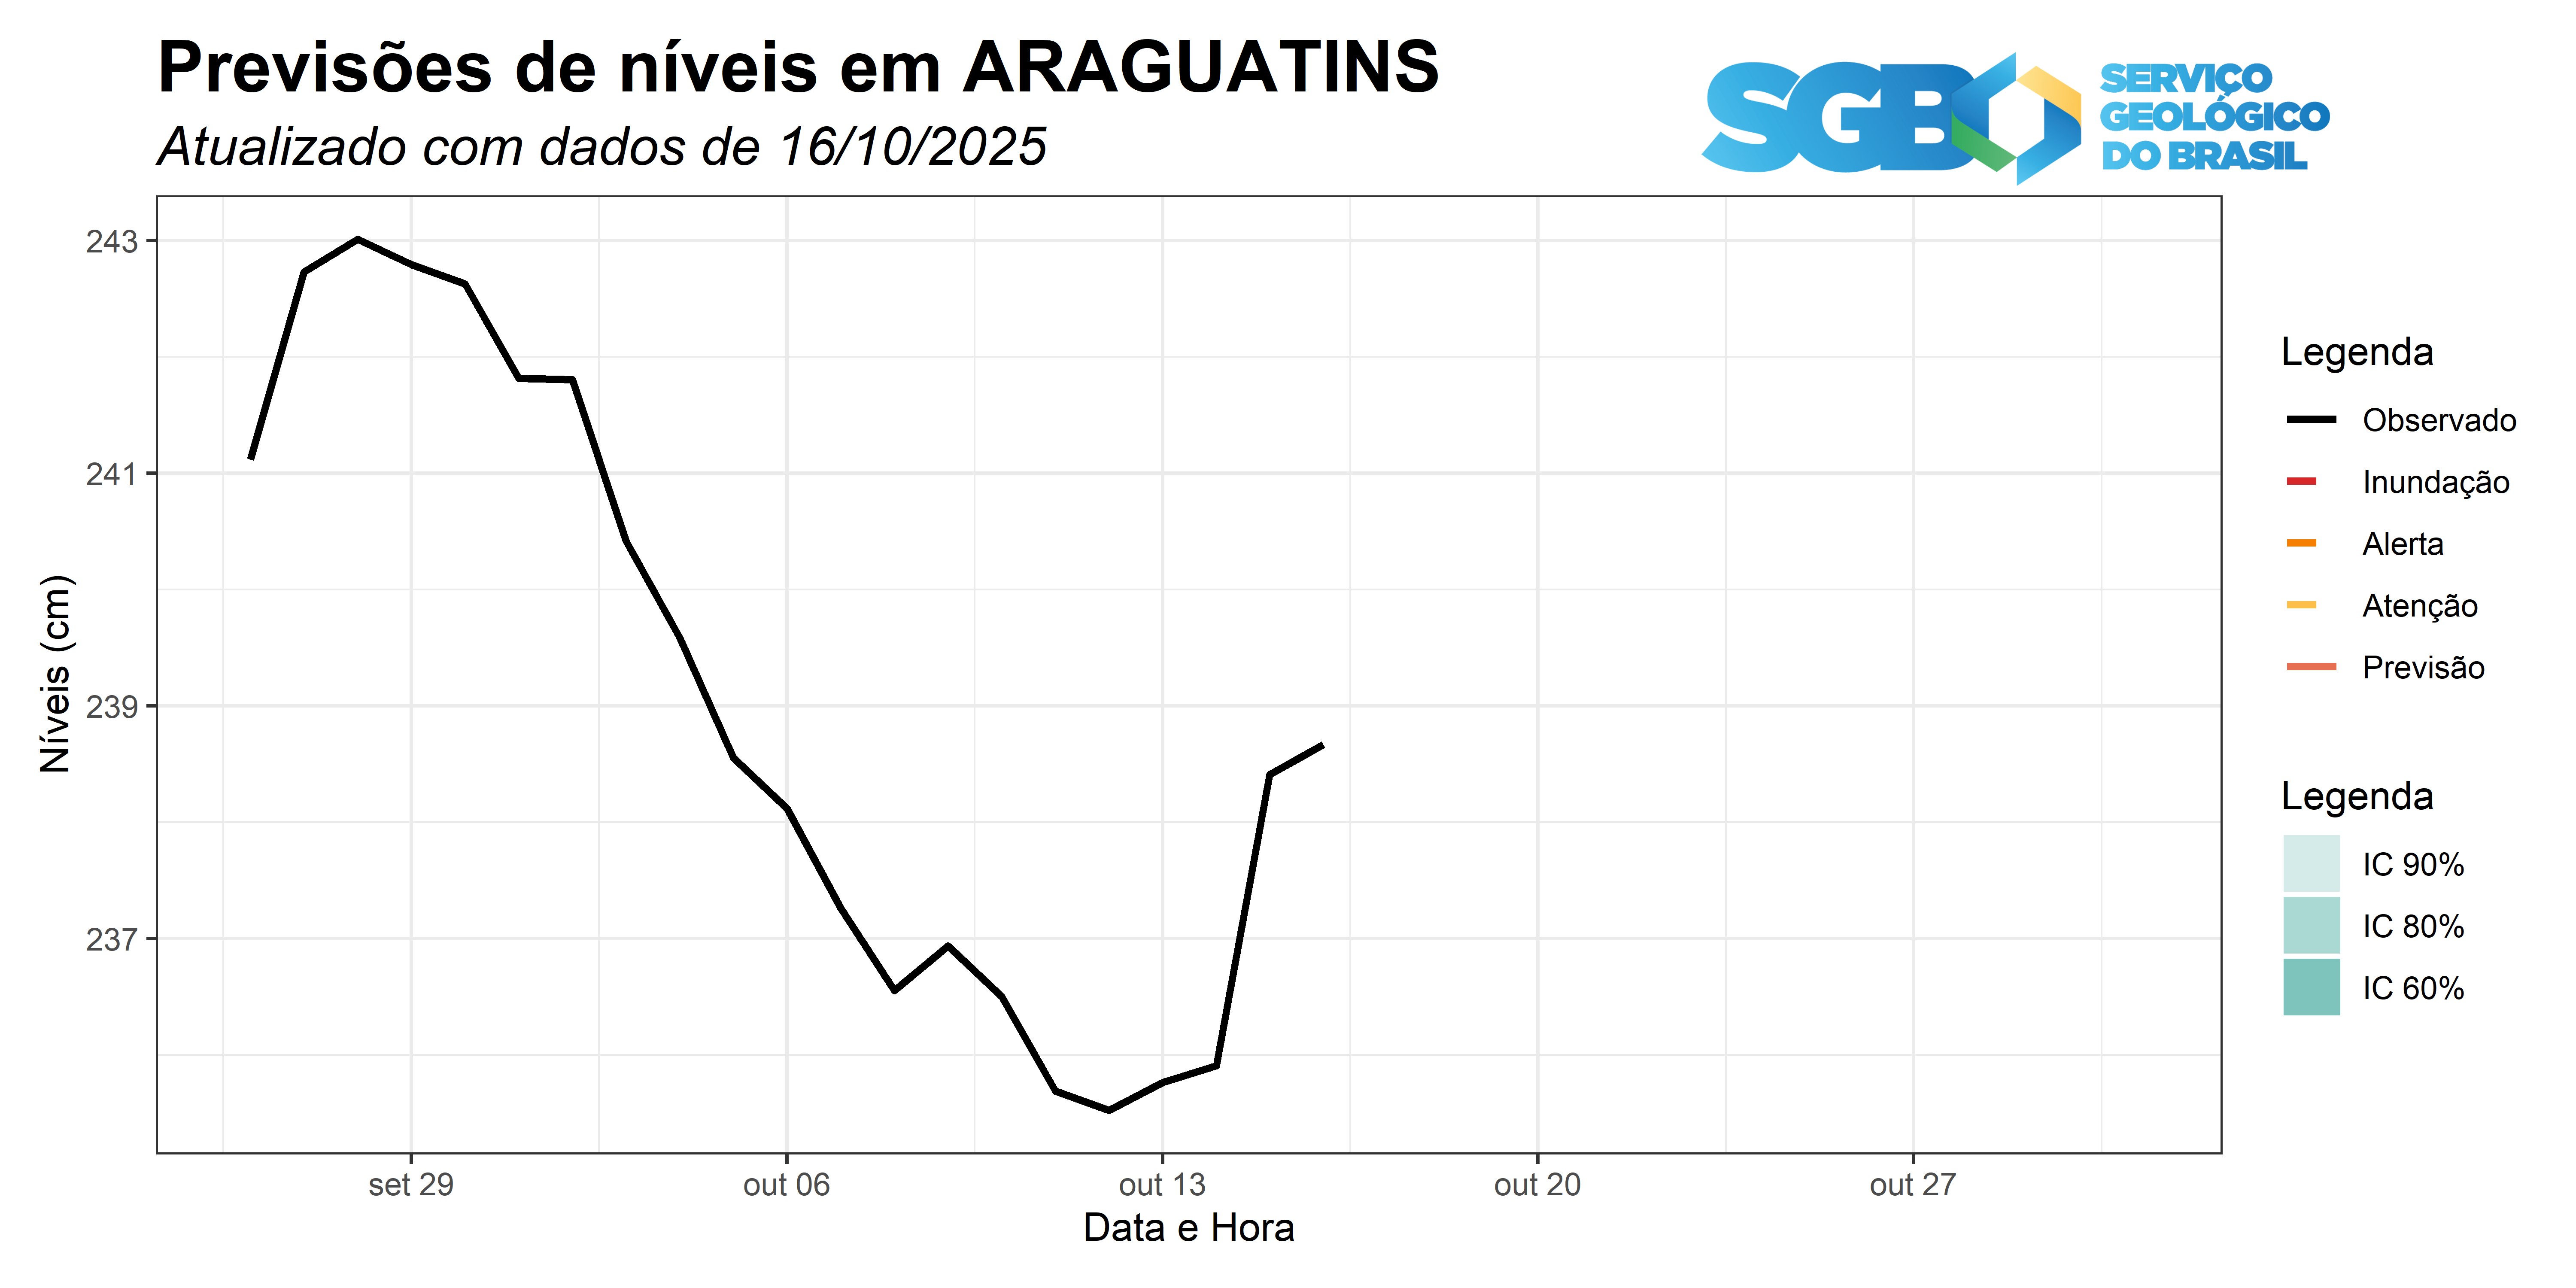 Previsões de níveis em ARAGUATINS
Atualizado com dados de 16/10/2025
SGB
SERVIÇO
GEOLÓGICO
DO BRASIL
Níveis (cm)
243
241
239
237
set 29
out 06
out 13
out 20
out 27
Data e Hora
Legenda
Observado
Inundação
Alerta
Atenção
Previsão
Legenda
IC 90%
IC 80%
IC 60%